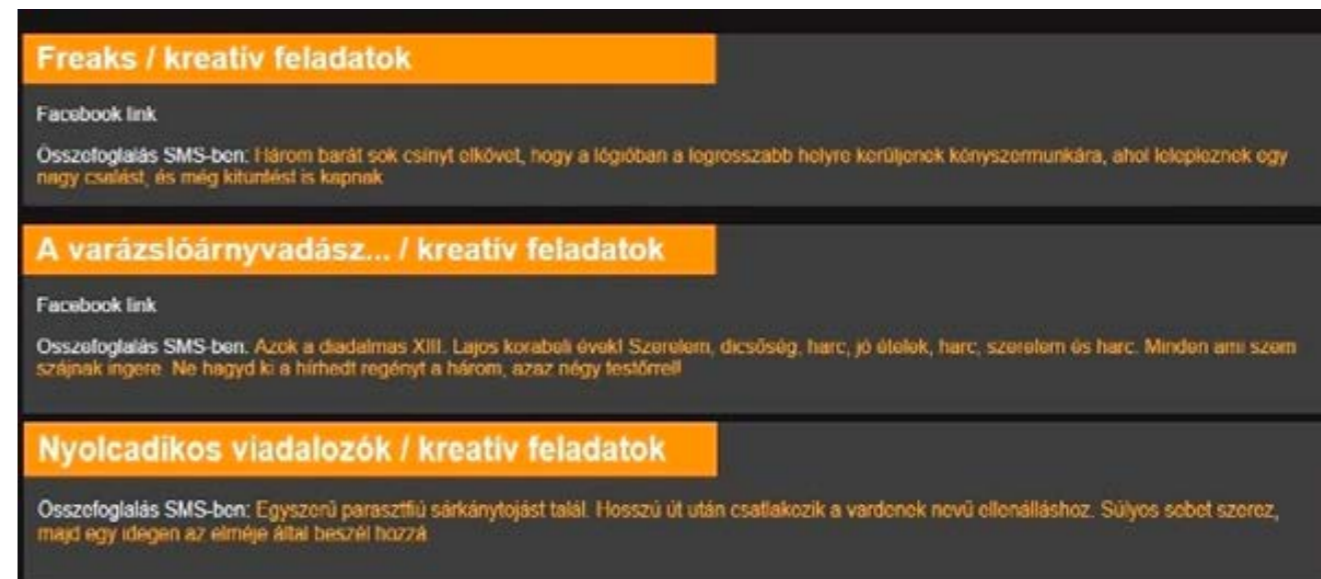 Freaks / kreatív feladatok
Facebook link
Összefoglalás SMS-ben: Három barát sok csínyt elkövet, hogy a légióban a legrosszabb helyre kerüljenek kényszermunkára, ahol lelepleznek egy
nagy csalást, és még kitüntést is kapnak
A varázslóárnyvadász... / kreatív feladatok
Facebook link
Összefoglalás SMS-ben. Azok a diadalmas XIII. Lajos korabeli évek! Szerelem, dicsőség, harc, jó ételek, harc, szerelem és harc. Minden ami szem
szájnak ingere. Ne hagyd ki a hírhedt regényt a három, azaz négy testőrrel!
Nyolcadikos viadalozók / kreatív feladatok
Összefoglalás SMS-ben: Egyszerű parasztfiú sárkánytojást talál. Hosszú út után csatlakozik a vardenek nevű ellenálláshoz. Súlyos sebet szerez,
majd egy idegen az elméje által beszél hozzá